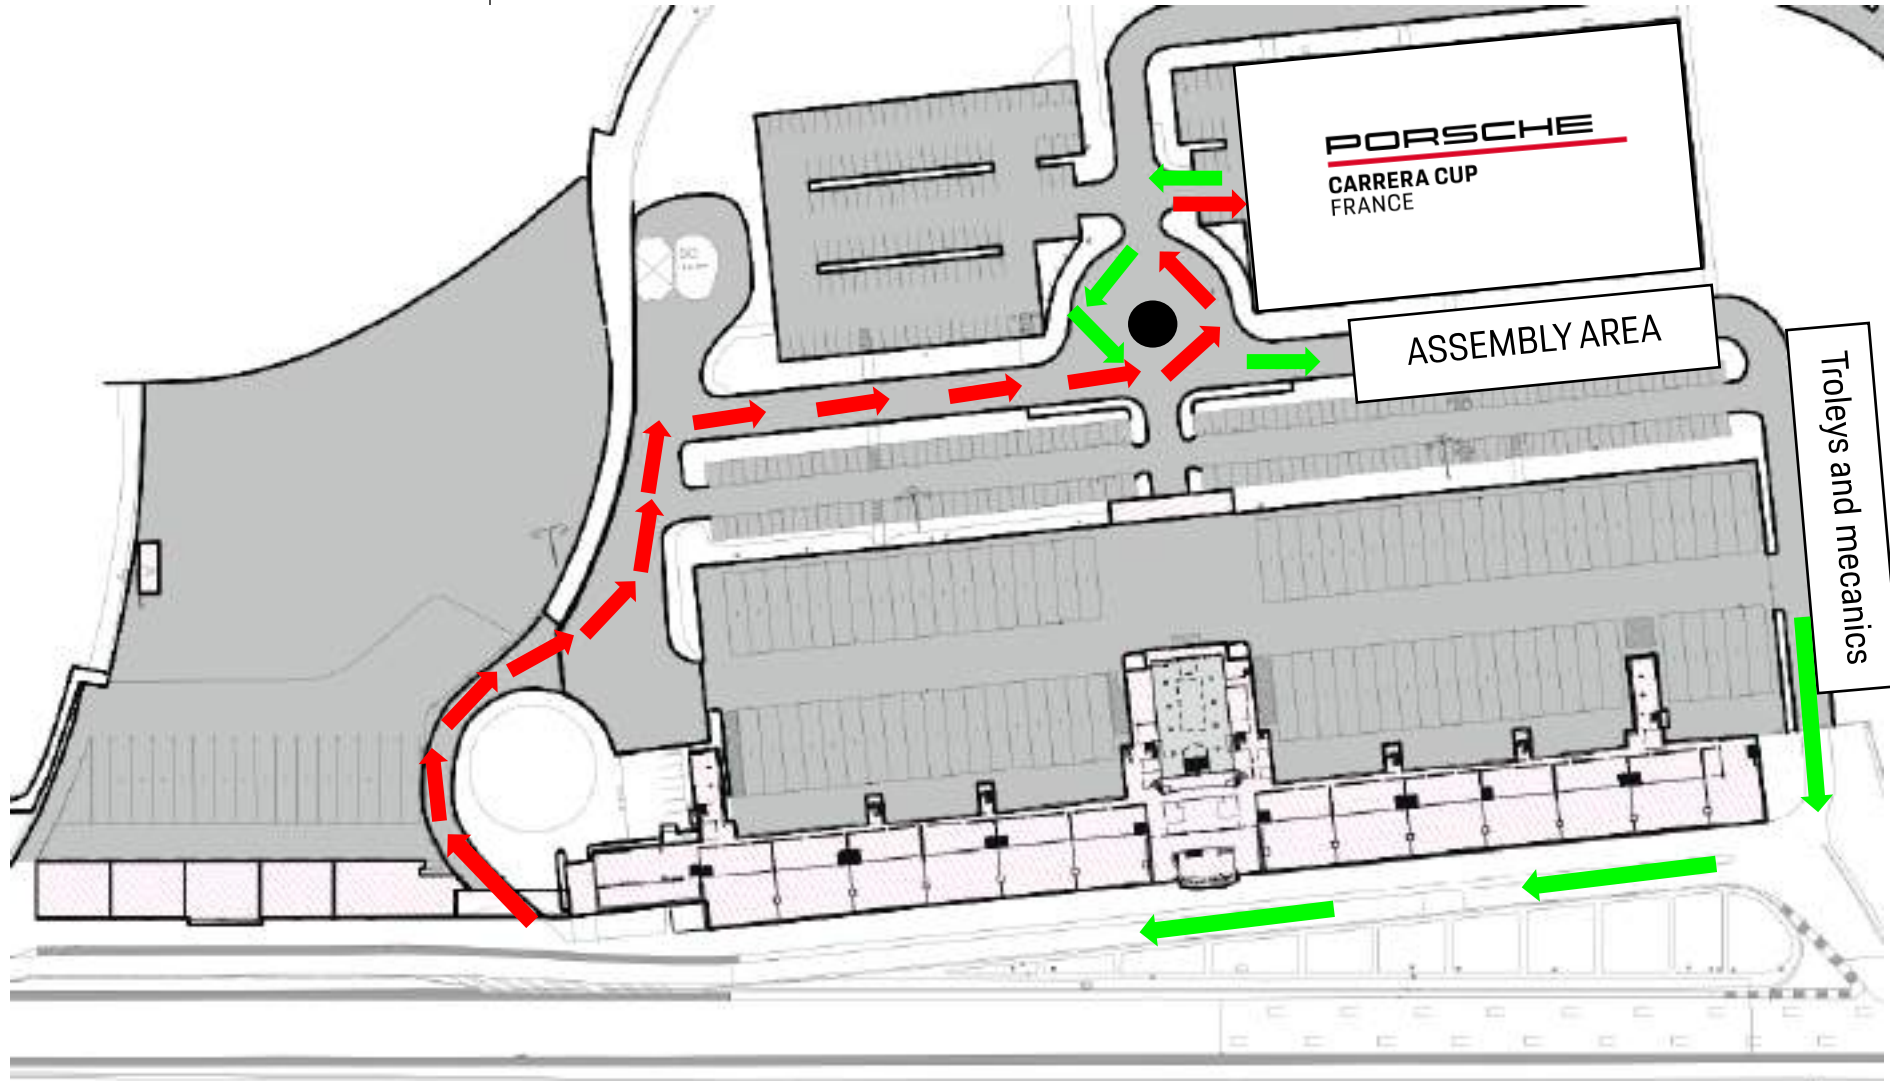 PORSCHE
CARRERA CUP
FRANCE
ASSEMBLY AREA
Troleys and mecanics